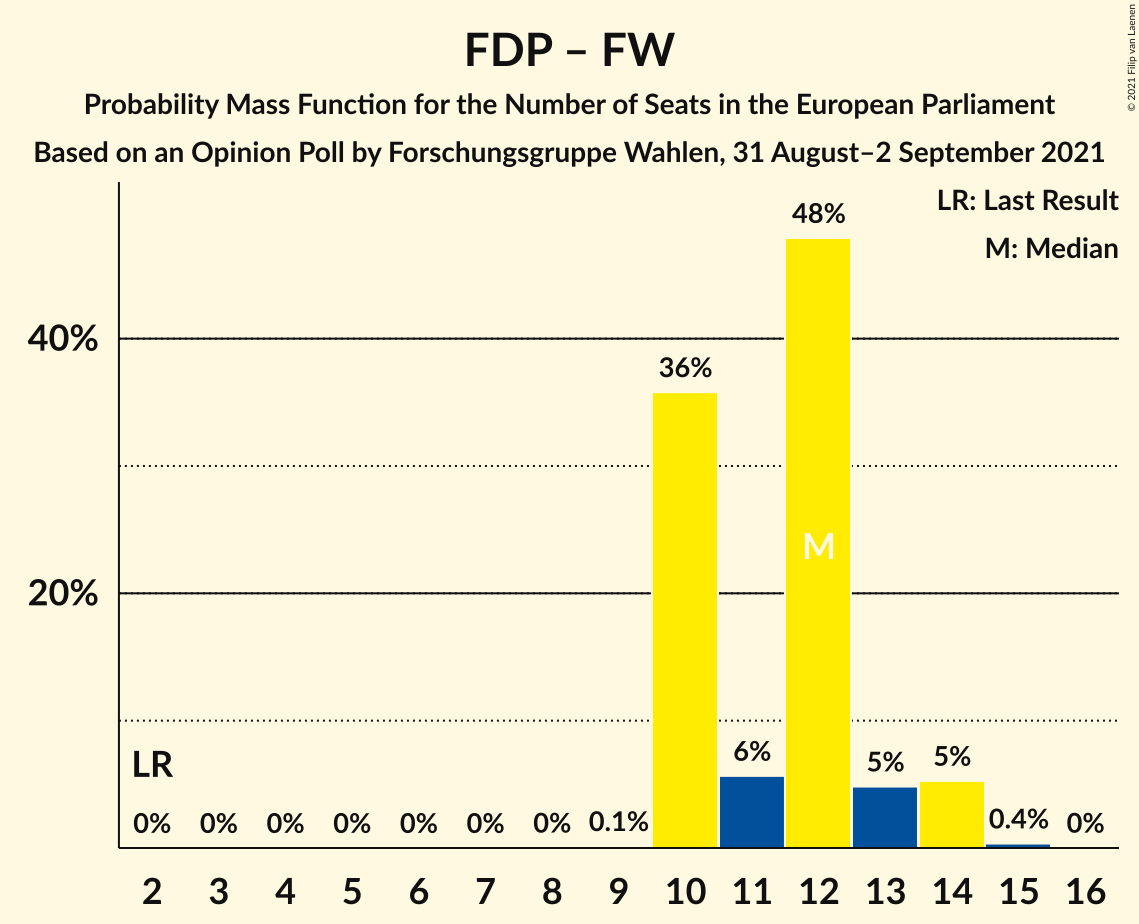 FDP – FW
Probability Mass Function for the Number of Seats in the European Parliament
Based on an Opinion Poll by Forschungsgruppe Wahlen, 31 August–2 September 2021
© 2021 Filip van Laenen
LR: Last Result
M: Median
40%
20%
LR
0% 0% 0% 0% 0% 0% 0% 0.1% 36% 6% 48% 5% 5% 0.4% 0%
M
2 3 4 5 6 7 8 9 10 11 12 13 14 15 16